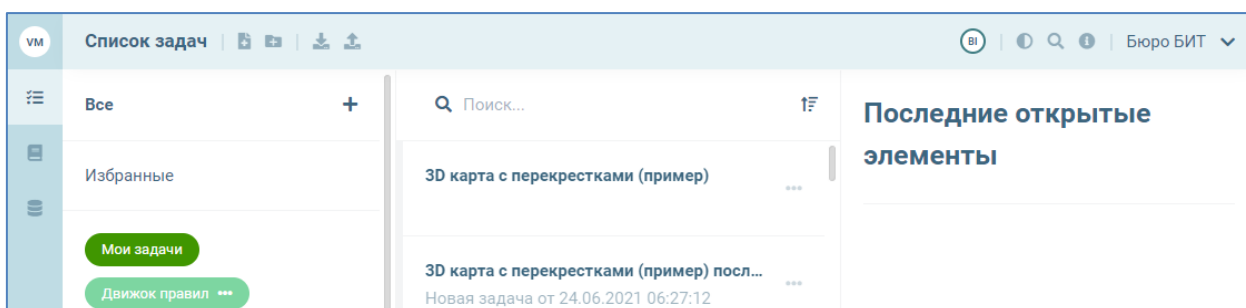 VM
Список задач
BI
Бюро БИТ
Все
Избранные
Мои задачи
Движок правил •••
Поиск...
3D карта с перекрестками (пример)
3D карта с перекрестками (пример) посл...
Новая задача от 24.06.2021 06:27:12
Последние открытые
элементы